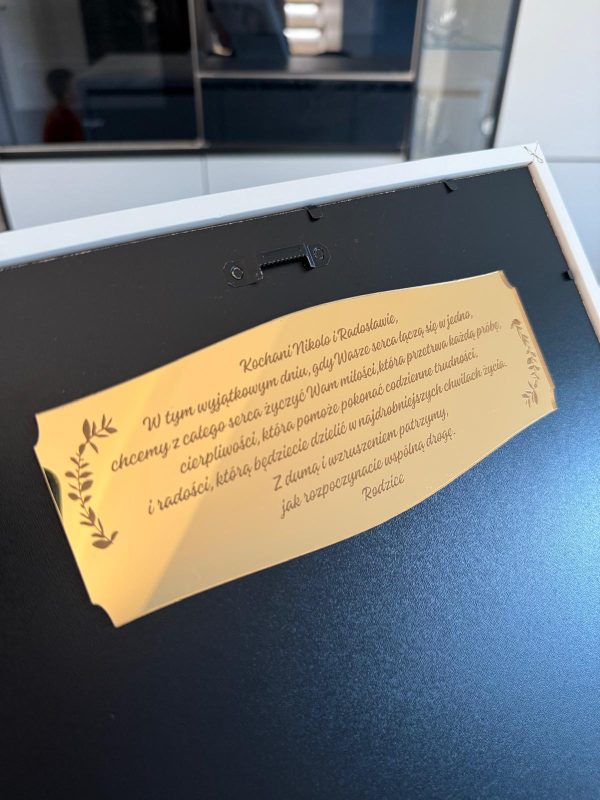 Kochani Nikolo i Radosławie,
W tym wyjątkowym dniu, gdy Wasze serca łączą się w jedno,
chcemy z całego serca życzyć Wam miłości, która przetrwa każdą próbę,
cierpliwości, która pomoże pokonać codzienne trudności,
i radości, którą będziecie dzielić w najdrobniejszych chwilach życia.
Z dumą i wzruszeniem patrzymy,
jak rozpoczynacie wspólną drogę.
Rodzice